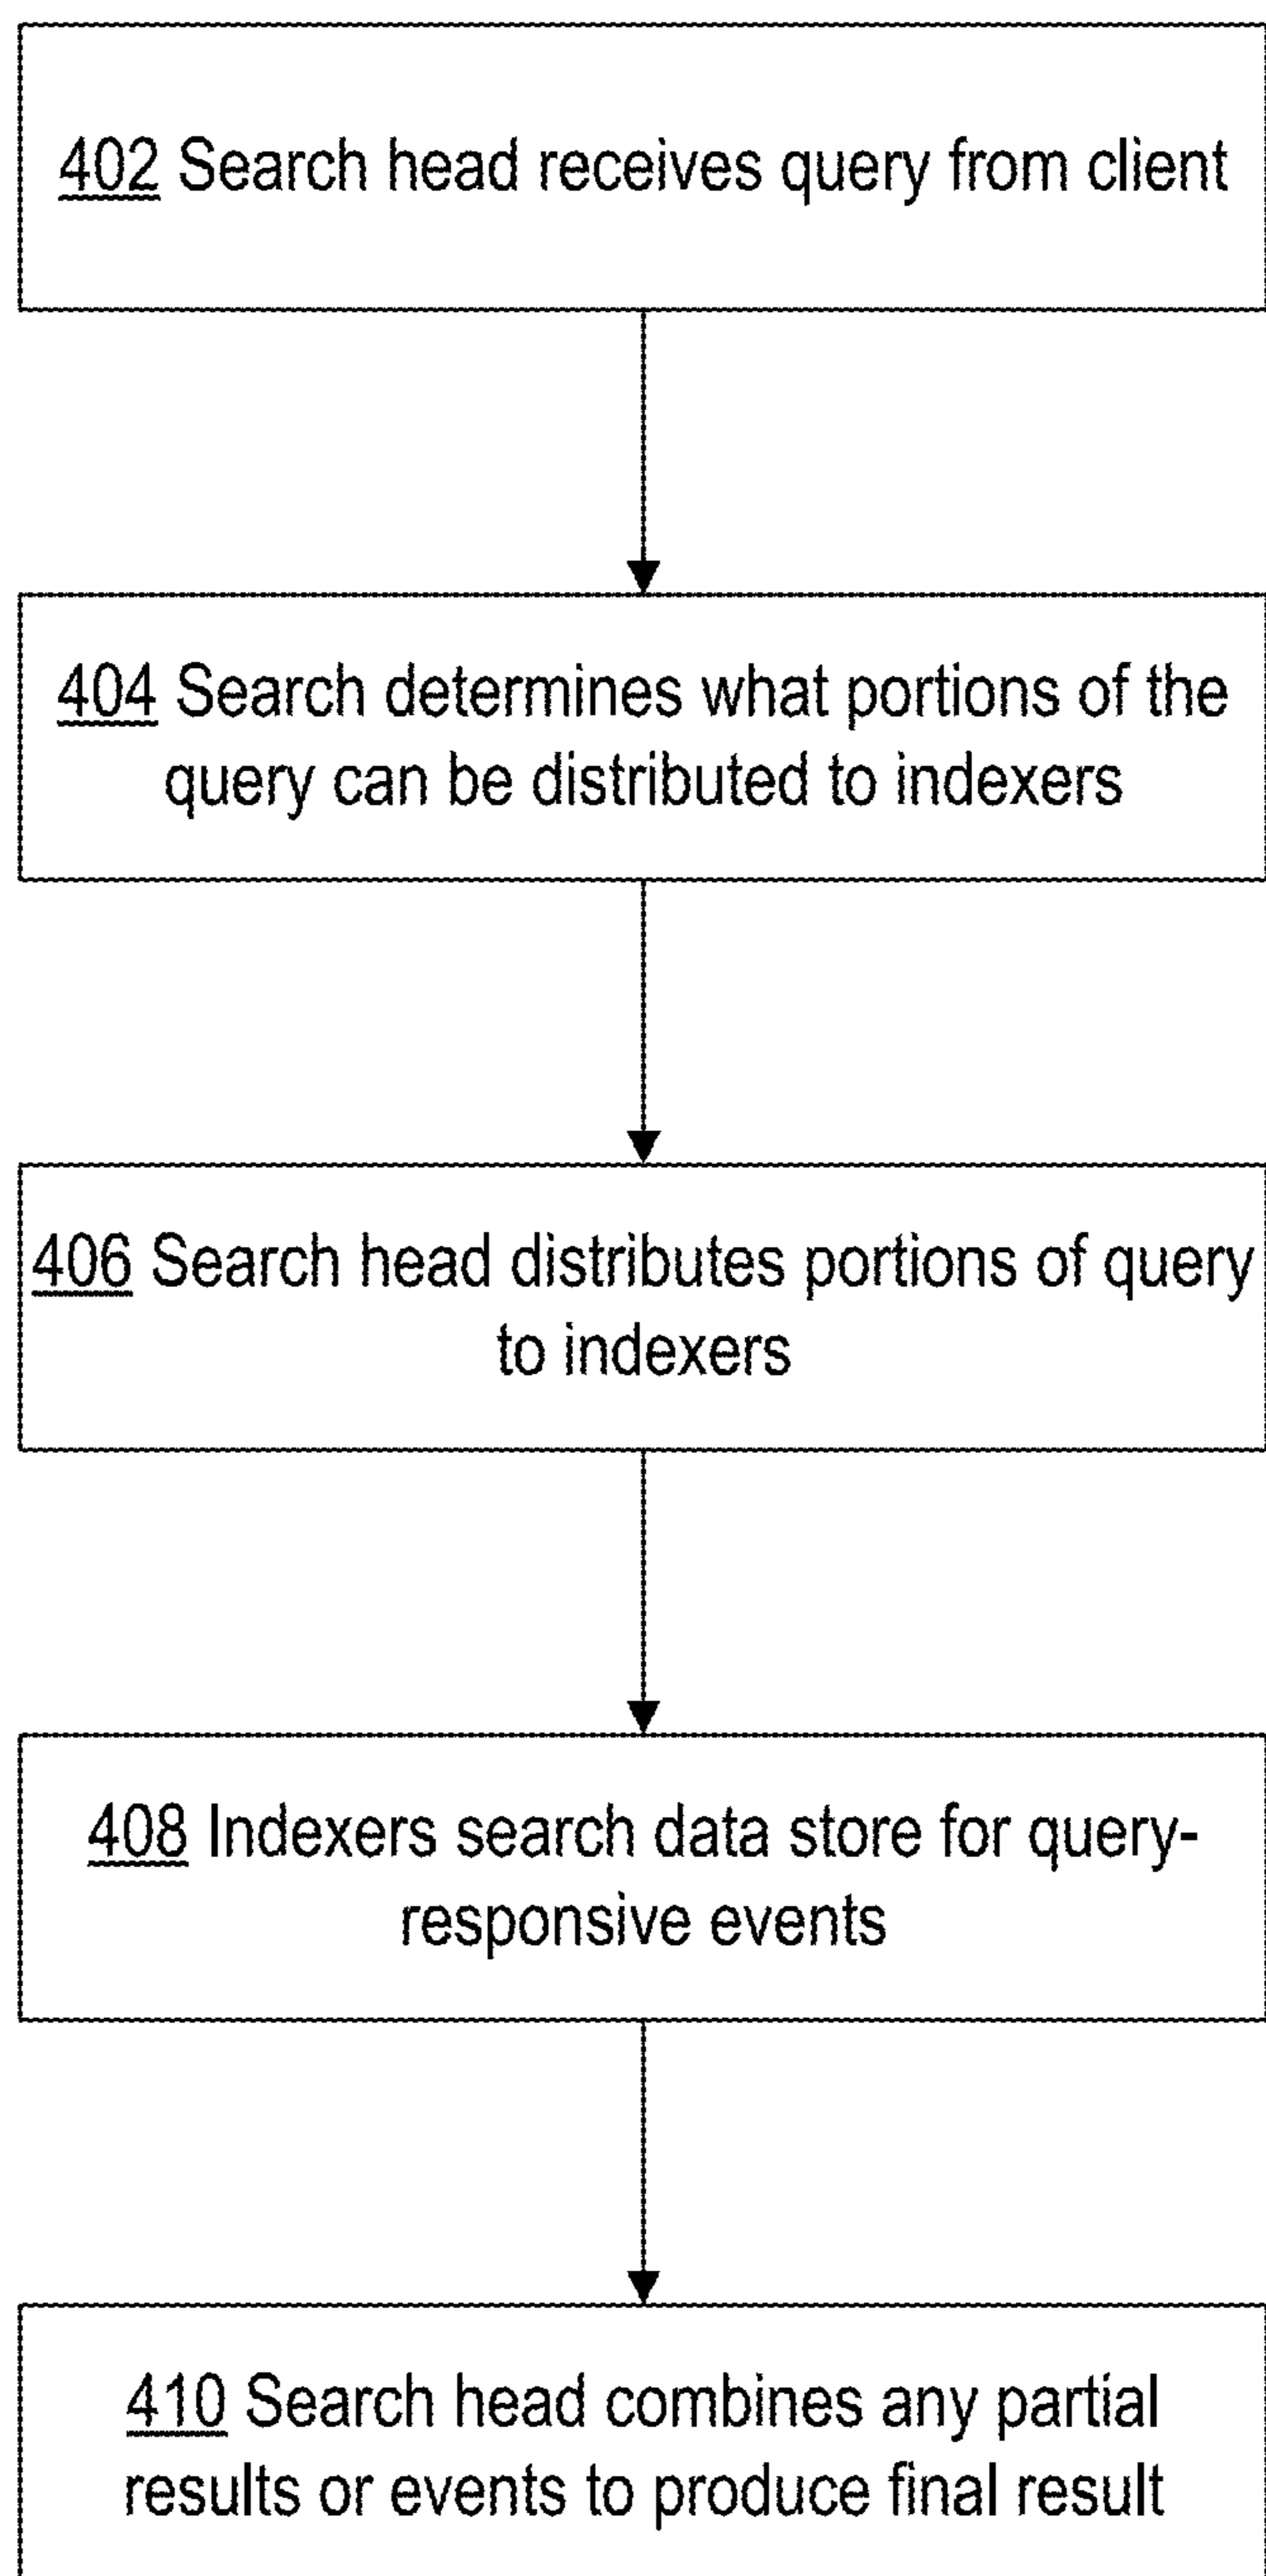 402 Search head receives query from client
404 Search determines what portions of the
query can be distributed to indexers
406 Search head distributes portions of query
to indexers
408 Indexers search data store for query-
responsive events
410 Search head combines any partial
results or events to produce final result